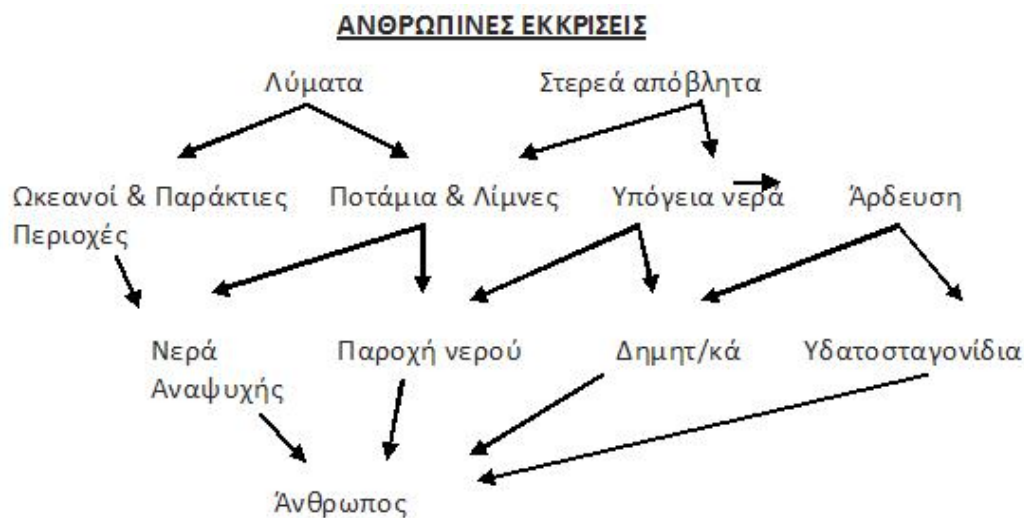 ΑΝΘΡΩΠΙΝΕΣ ΕΚΚΡΙΣΕΙΣ
Λύματα Στερεά απόβλητα
Ωκεανοί & Παράκτιες Ποτάμια & Λίμνες Υπόγεια νερά Άρδευση
Περιοχές
Νερά Παροχή νερού Δημητ/κά Υδατοσταγονίδια
Αναψυχής
Άνθρωπος